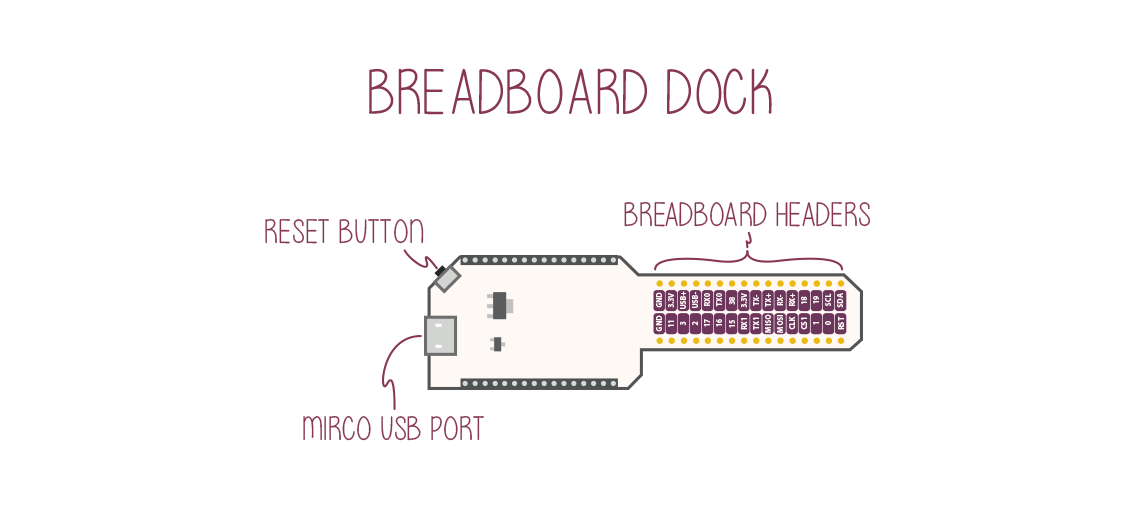 BREADBOARD DOCK
BREADBOARD HEADERS
RESET BUTTON
GND 3.3V USB+ USB- RX0 TX0 38 3.3V TX- TX+ RX- RX+ 18 19 SCL SDA
GND 11 3 2 17 16 15 RX1 TX1 MISO MOSI CLK CS1 1 0 RST
MIRCO USB PORT